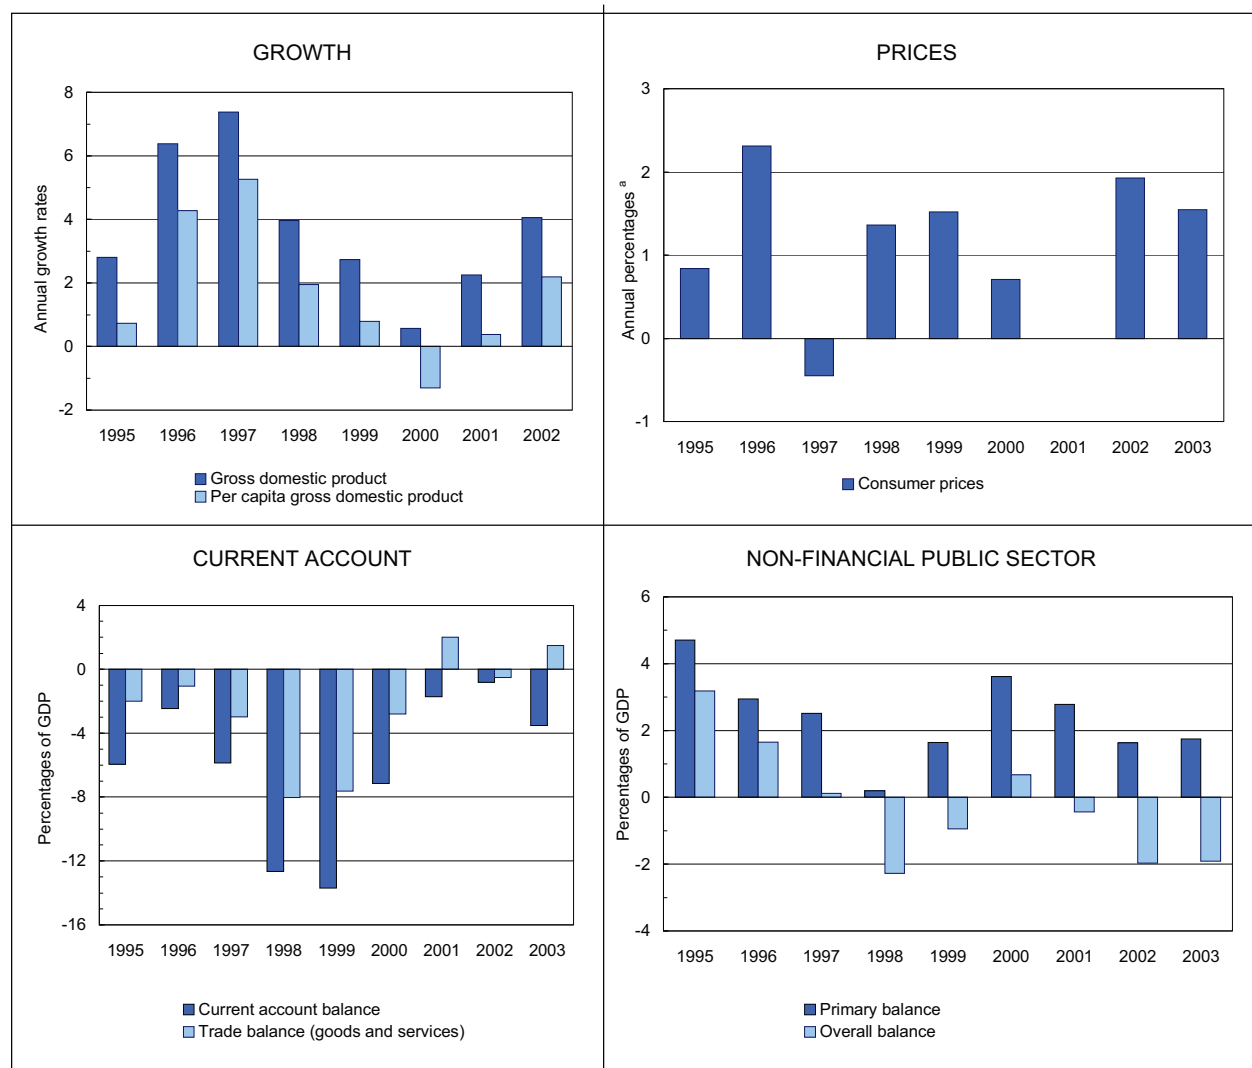 GROWTH
Annual growth rates
8
6
4
2
0
-2
1995 1996 1997 1998 1999 2000 2001 2002
Gross domestic product
Per capita gross domestic product
PRICES
Annual percentages a
3
2
1
0
-1
1995 1996 1997 1998 1999 2000 2001 2002 2003
Consumer prices
CURRENT ACCOUNT
Percentages of GDP
4
0
-4
-8
-12
-16
1995 1996 1997 1998 1999 2000 2001 2002 2003
Current account balance
Trade balance (goods and services)
NON-FINANCIAL PUBLIC SECTOR
Percentages of GDP
6
4
2
0
-2
-4
1995 1996 1997 1998 1999 2000 2001 2002 2003
Primary balance
Overall balance